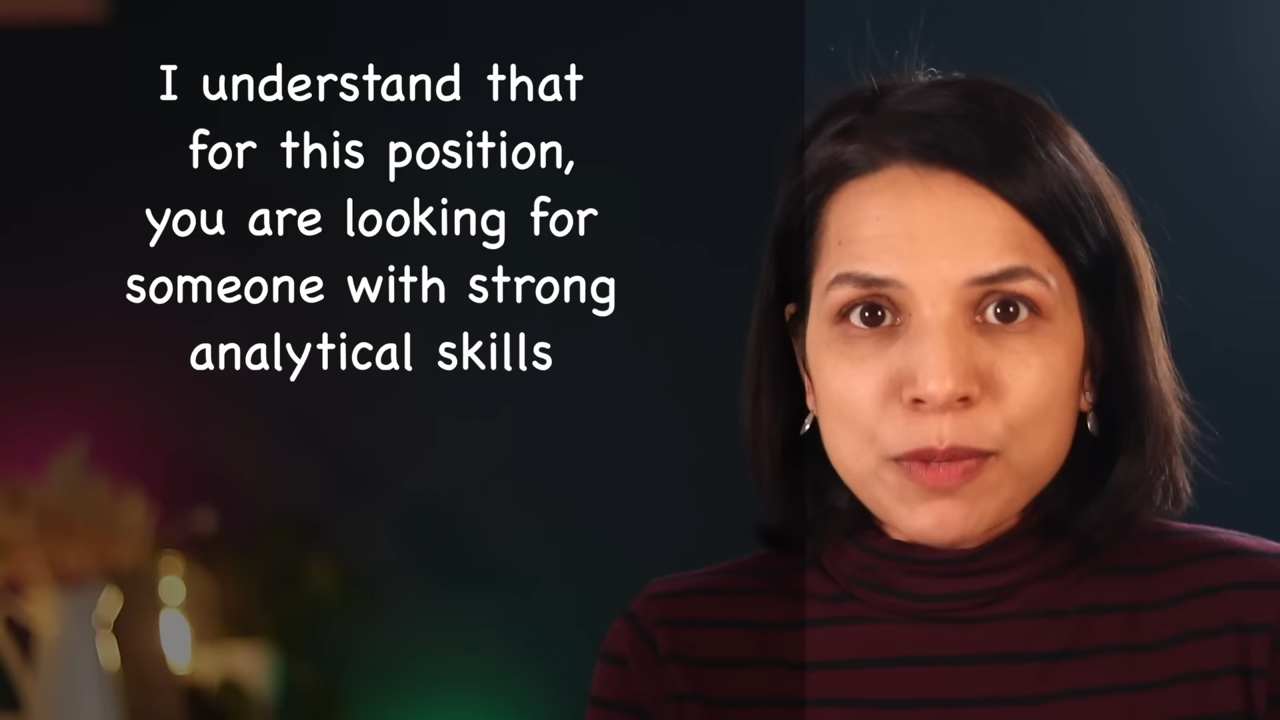 I understand that
for this position,
you are looking for
someone with strong
analytical skills